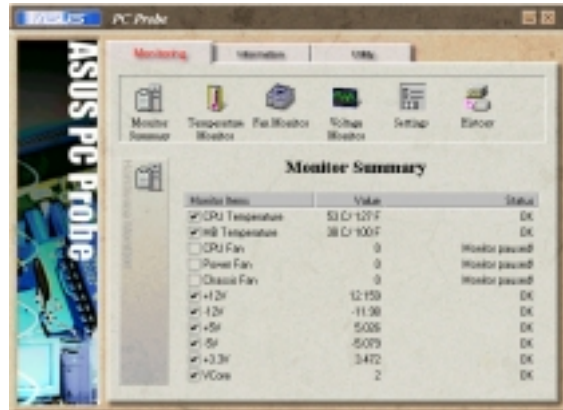 ASUS PC Probe
Monitoring Information Utility
Monitor Summary
Temperature Monitor
Fan Monitor
Voltage Monitor
Settings
History
ASUS PC Probe
Hardware Monitor
Monitor Summary
Monitor Items Value Status
CPU Temperature 53 C/ 127 F OK
MB Temperature 38 C/ 100 F OK
CPU Fan 0 Monitor paused!
Power Fan 0 Monitor paused!
Chassis Fan 0 Monitor paused!
+12V 12.159 OK
-12V -11.98 OK
+5V 5.026 OK
-5V -5.079 OK
+3.3V 3.472 OK
VCore 2 OK